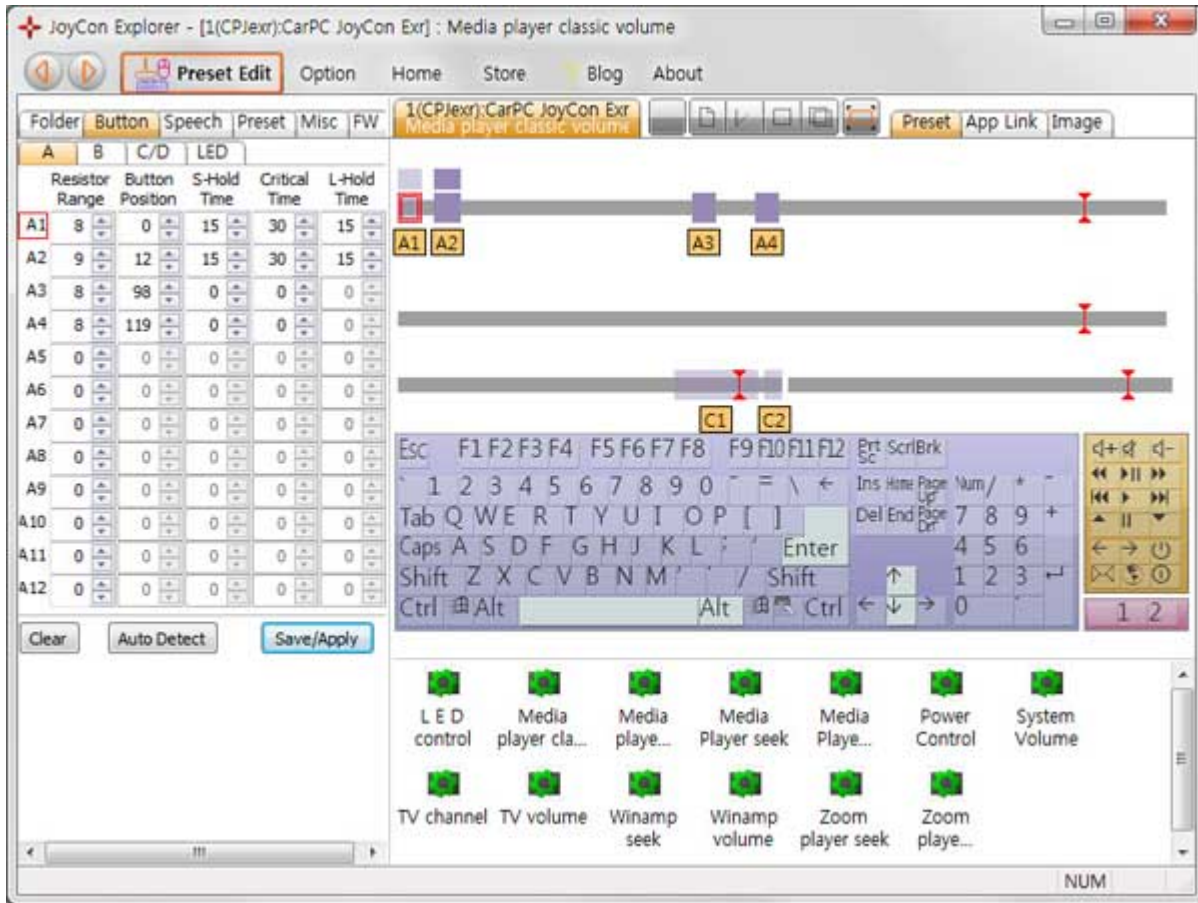 JoyCon Explorer - [1(CPJexr):CarPC JoyCon Exr] : Media player classic volume
Preset Edit Option Home Store Blog About
Folder Button Speech Preset Misc FW
1(CPJexr):CarPC JoyCon Exr
Media player classic volume
Preset App Link Image
A B C/D LED
Resistor Range Button Position S-Hold Time Critical Time L-Hold Time
A1 8 0 15 30 15
A2 9 12 15 30 15
A3 8 98 0 0 0
A4 8 119 0 0 0
A5 0 0 0 0 0
A6 0 0 0 0 0
A7 0 0 0 0 0
A8 0 0 0 0 0
A9 0 0 0 0 0
A10 0 0 0 0 0
A11 0 0 0 0 0
A12 0 0 0 0 0
Clear Auto Detect Save/Apply
A1 A2 A3 A4
C1 C2
Esc F1 F2 F3 F4 F5 F6 F7 F8 F9 F10 F11 F12 Prt Sc Scrl Brk
` 1 2 3 4 5 6 7 8 9 0 - = \ ← Ins Home Page Up Num / * -
Tab Q W E R T Y U I O P [ ] Del End Page Dn 7 8 9 +
Caps A S D F G H J K L ; ' Enter 4 5 6
Shift Z X C V B N M , . / Shift ↑ 1 2 3 ↵
Ctrl Alt Alt Ctrl ← ↓ → 0 .
1 2
L E D control
Media player cla...
Media playe...
Media Player seek
Media Playe...
Power Control
System Volume
TV channel
TV volume
Winamp seek
Winamp volume
Zoom player seek
Zoom playe...
NUM